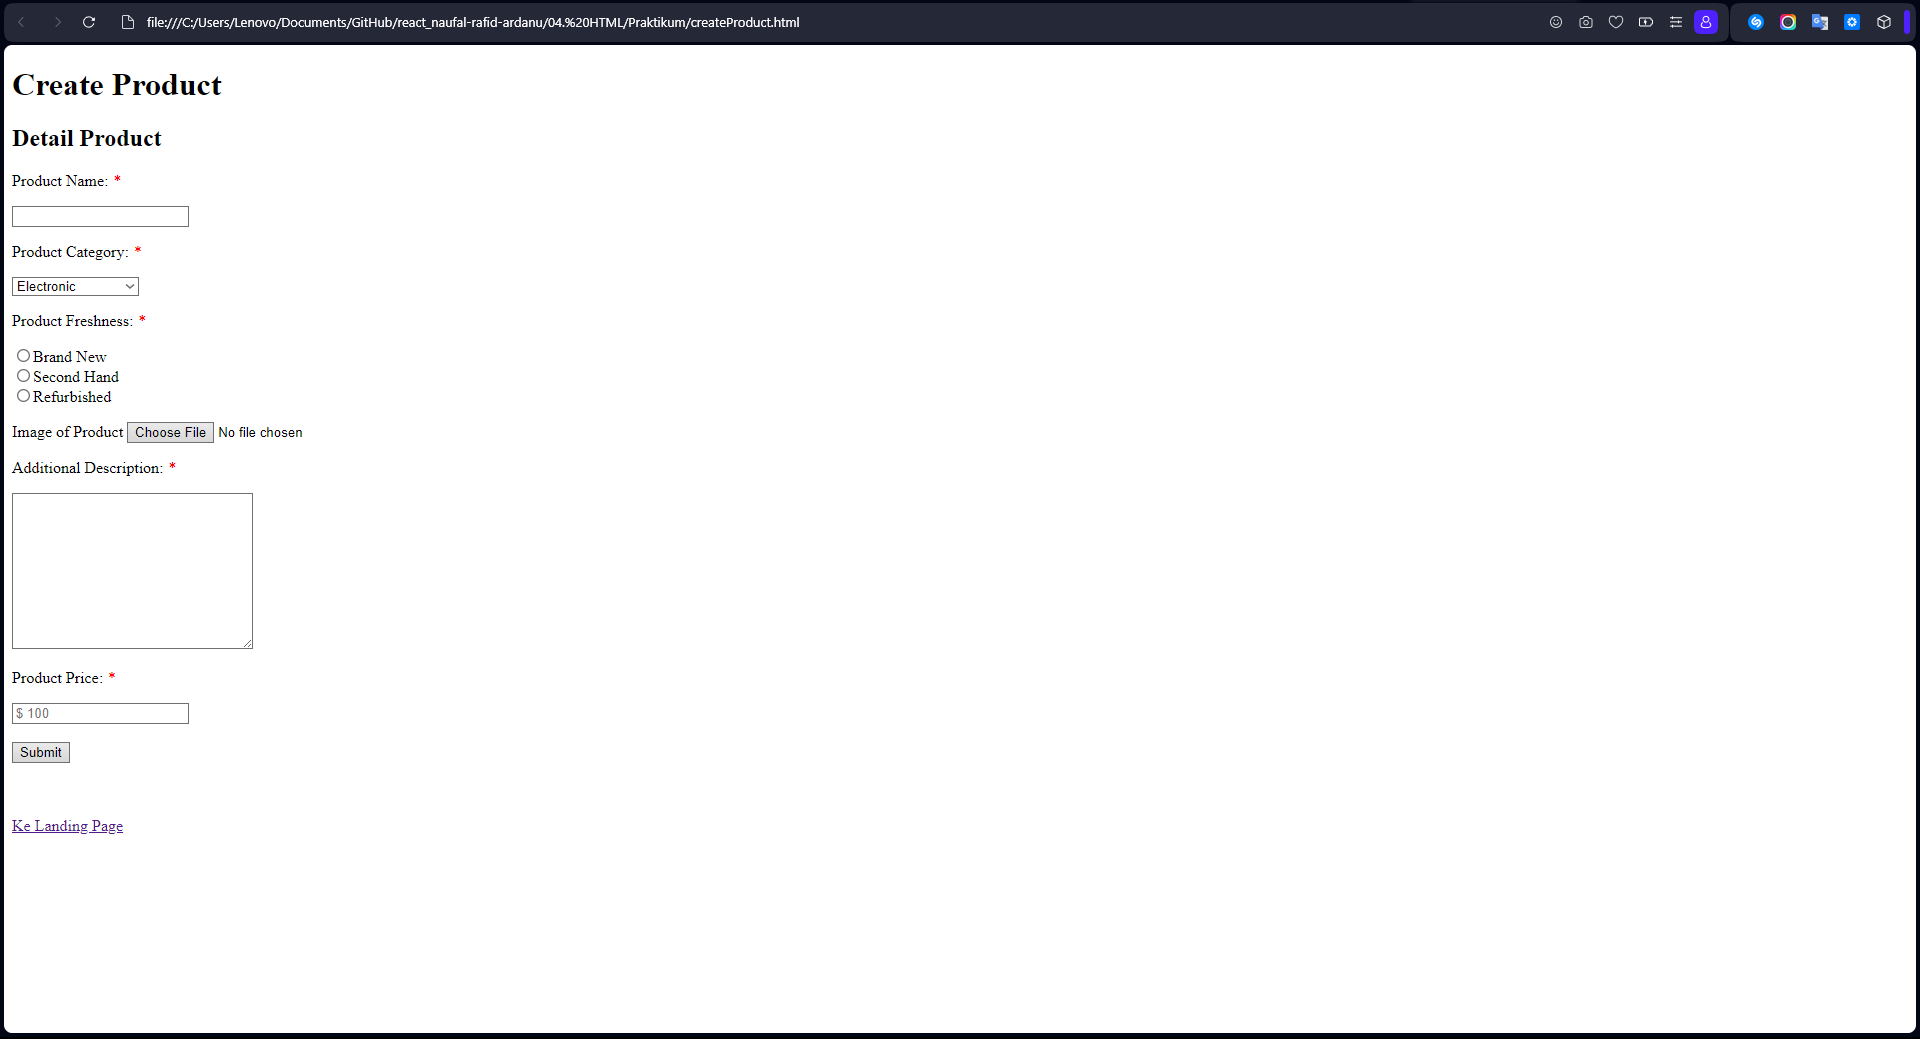 file:///C:/Users/Lenovo/Documents/GitHub/react_naufal-rafid-ardanu/04.%20HTML/Praktikum/createProduct.html
Create Product
Detail Product
Product Name: *
Product Category: *
Electronic
Product Freshness: *
Brand New
Second Hand
Refurbished
Image of Product Choose File No file chosen
Additional Description: *
Product Price: *
$ 100
Submit
Ke Landing Page